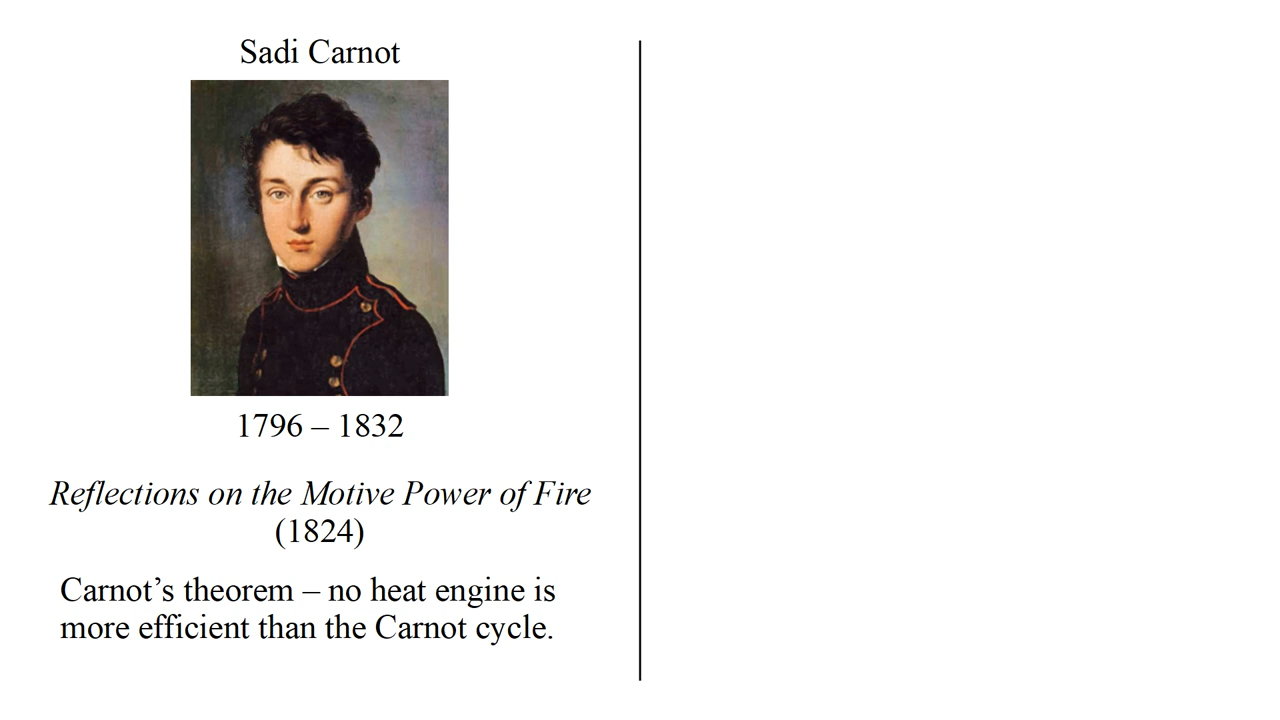 Sadi Carnot
1796 – 1832
Reflections on the Motive Power of Fire
(1824)
Carnot’s theorem – no heat engine is
more efficient than the Carnot cycle.